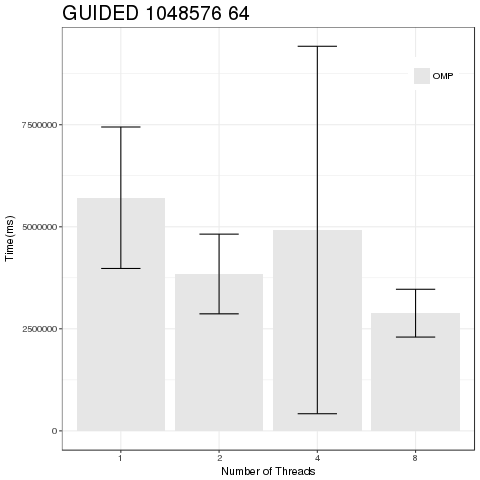 GUIDED 1048576 64
OMP
7500000
5000000
2500000
0
Time(ms)
1 2 4 8
Number of Threads